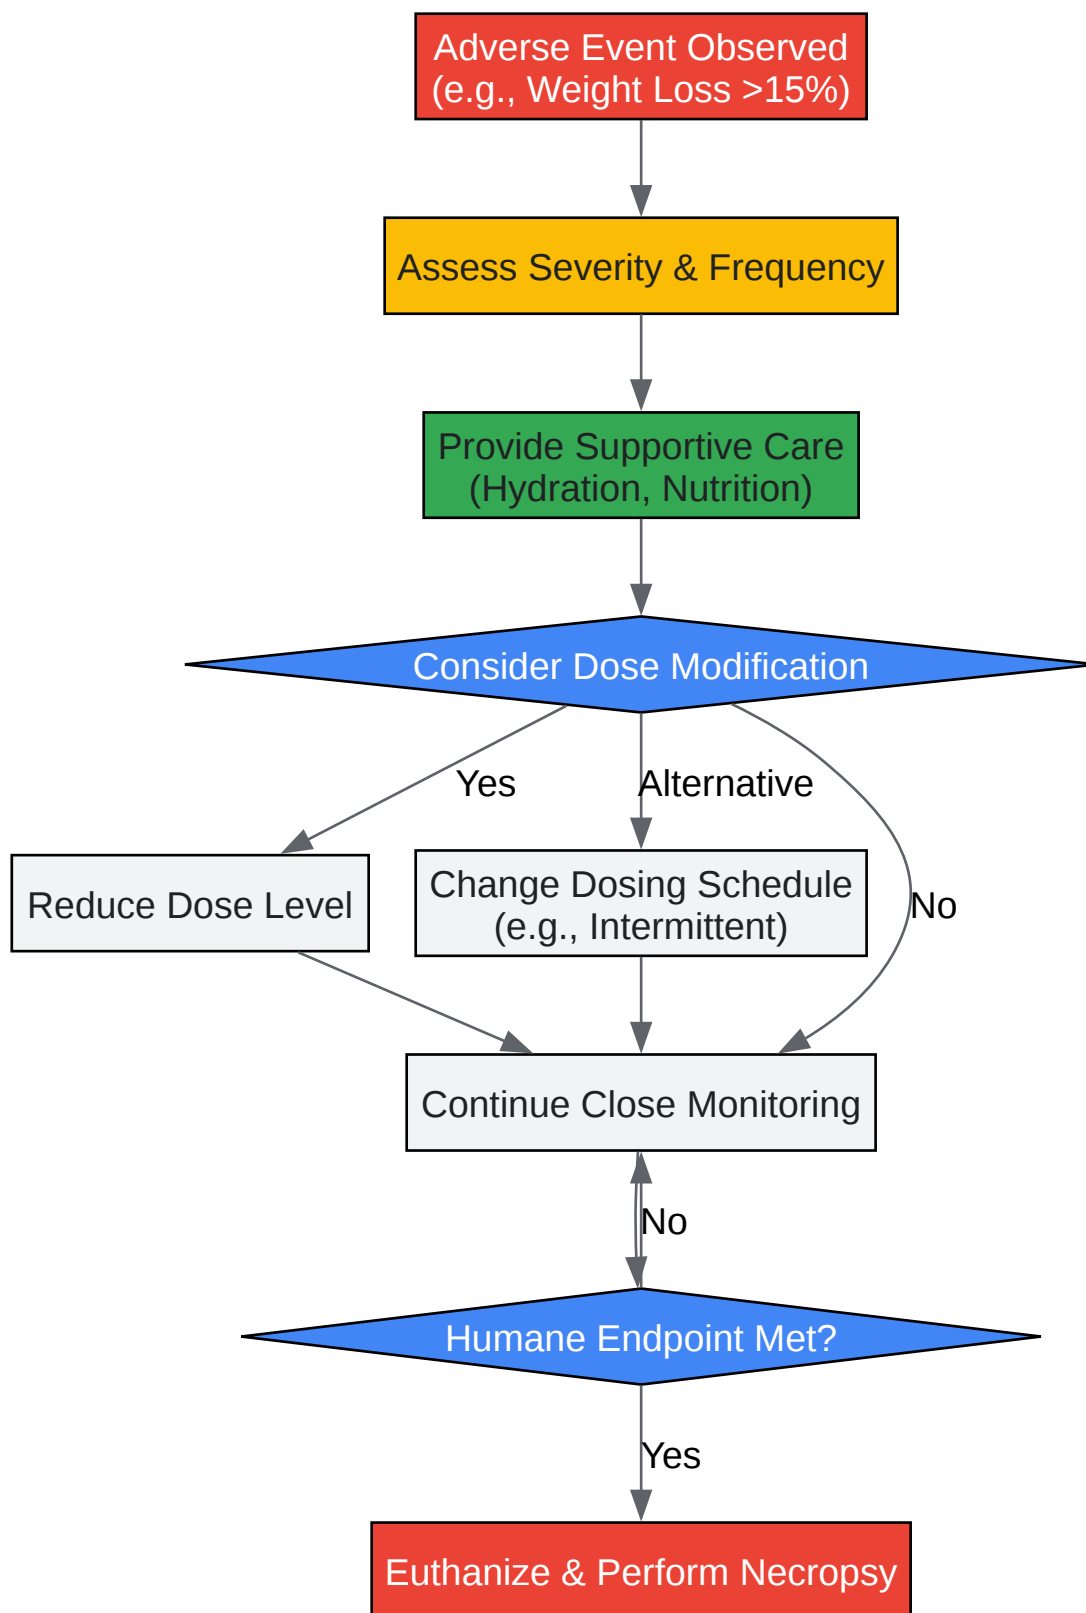 Adverse Event Observed
(e.g., Weight Loss >15%)
Assess Severity & Frequency
Provide Supportive Care
(Hydration, Nutrition)
Consider Dose Modification
Yes
Alternative
Reduce Dose Level
Change Dosing Schedule
(e.g., Intermittent)
No
Continue Close Monitoring
No
Humane Endpoint Met?
Yes
Euthanize & Perform Necropsy